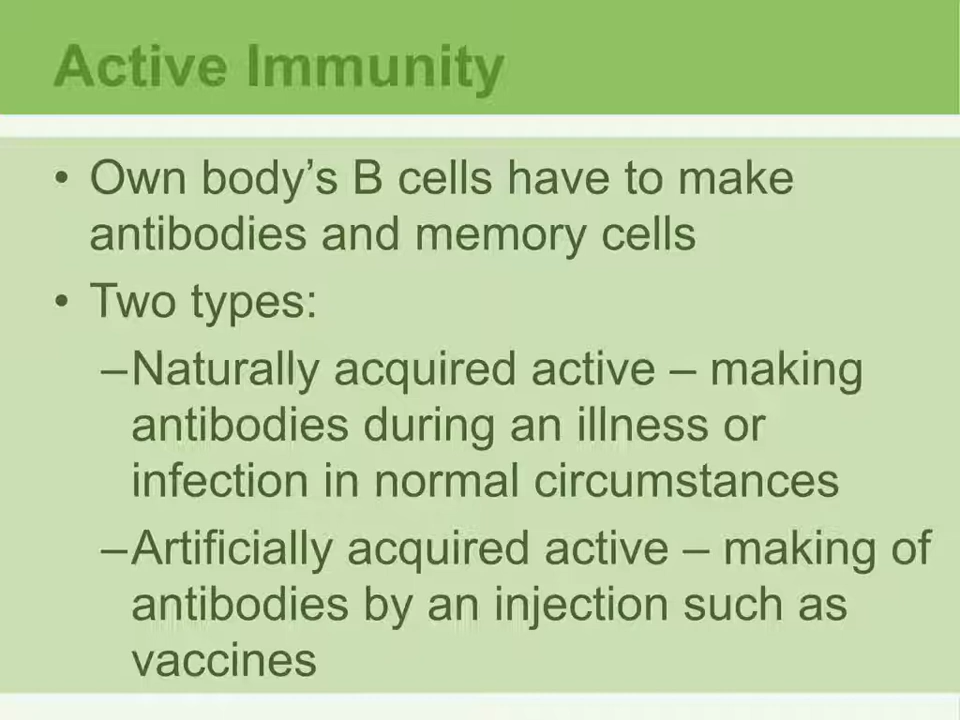 Active Immunity
• Own body’s B cells have to make
antibodies and memory cells
• Two types:
–Naturally acquired active – making
antibodies during an illness or
infection in normal circumstances
–Artificially acquired active – making of
antibodies by an injection such as
vaccines